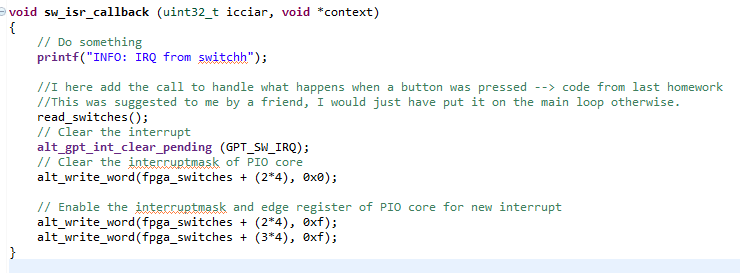 void sw_isr_callback (uint32_t icciar, void *context)
{
// Do something
printf("INFO: IRQ from switchh");
//I here add the call to handle what happens when a button was pressed --> code from last homework
//This was suggested to me by a friend, I would just have put it on the main loop otherwise.
read_switches();
// Clear the interrupt
alt_gpt_int_clear_pending (GPT_SW_IRQ);
// Clear the interruptmask of PIO core
alt_write_word(fpga_switches + (2*4), 0x0);
// Enable the interruptmask and edge register of PIO core for new interrupt
alt_write_word(fpga_switches + (2*4), 0xf);
alt_write_word(fpga_switches + (3*4), 0xf);
}